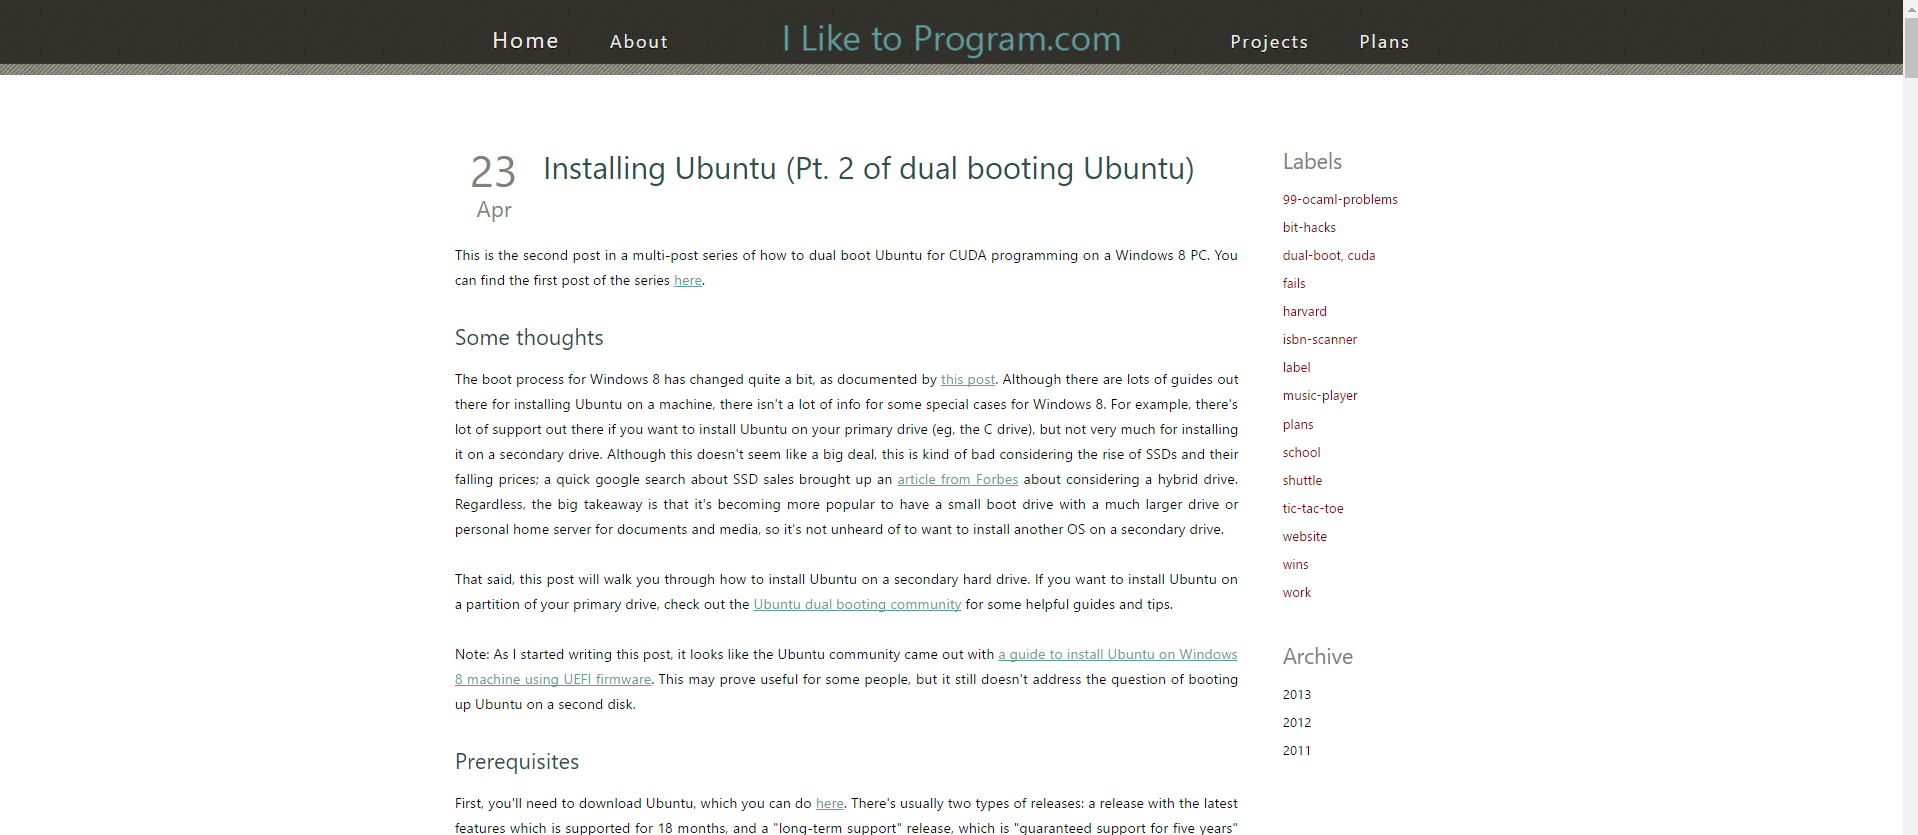 Home
About
I Like to Program.com
Projects
Plans
23
Apr
Installing Ubuntu (Pt. 2 of dual booting Ubuntu)
This is the second post in a multi-post series of how to dual boot Ubuntu for CUDA programming on a Windows 8 PC. You
can find the first post of the series here.
Some thoughts
The boot process for Windows 8 has changed quite a bit, as documented by this post. Although there are lots of guides out
there for installing Ubuntu on a machine, there isn't a lot of info for some special cases for Windows 8. For example, there's
lot of support out there if you want to install Ubuntu on your primary drive (eg, the C drive), but not very much for installing
it on a secondary drive. Although this doesn't seem like a big deal, this is kind of bad considering the rise of SSDs and their
falling prices; a quick google search about SSD sales brought up an article from Forbes about considering a hybrid drive.
Regardless, the big takeaway is that it's becoming more popular to have a small boot drive with a much larger drive or
personal home server for documents and media, so it's not unheard of to want to install another OS on a secondary drive.
That said, this post will walk you through how to install Ubuntu on a secondary hard drive. If you want to install Ubuntu on
a partition of your primary drive, check out the Ubuntu dual booting community for some helpful guides and tips.
Note: As I started writing this post, it looks like the Ubuntu community came out with a guide to install Ubuntu on Windows
8 machine using UEFI firmware. This may prove useful for some people, but it still doesn't address the question of booting
up Ubuntu on a second disk.
Prerequisites
First, you'll need to download Ubuntu, which you can do here. There's usually two types of releases: a release with the latest
features which is supported for 18 months, and a "long-term support" release, which is "guaranteed support for five years"
Labels
99-ocaml-problems
bit-hacks
dual-boot, cuda
fails
harvard
isbn-scanner
label
music-player
plans
school
shuttle
tic-tac-toe
website
wins
work
Archive
2013
2012
2011